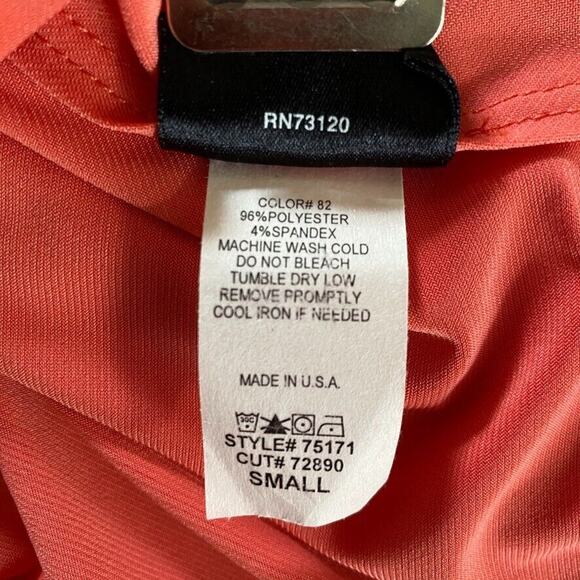 RN73120
COLOR# 82
96%POLYESTER
4%SPANDEX
MACHINE WASH COLD
DO NOT BLEACH
TUMBLE DRY LOW
REMOVE PROMPTLY
COOL IRON IF NEEDED
MADE IN U.S.A.
30C
STYLE# 75171
CUT# 72890
SMALL